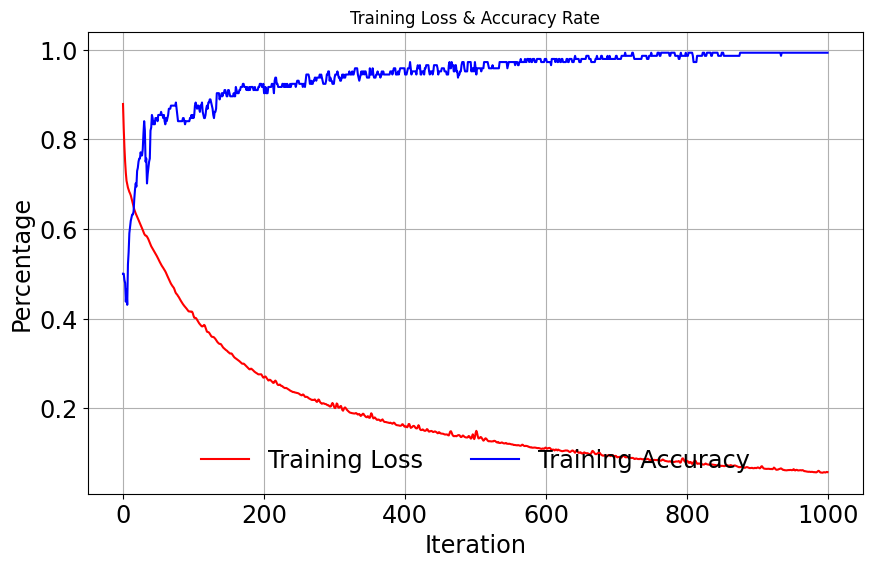 Training Loss & Accuracy Rate
1.0
0.8
0.6
0.4
0.2
Percentage
Training Loss Training Accuracy
0 200 400 600 800 1000
Iteration